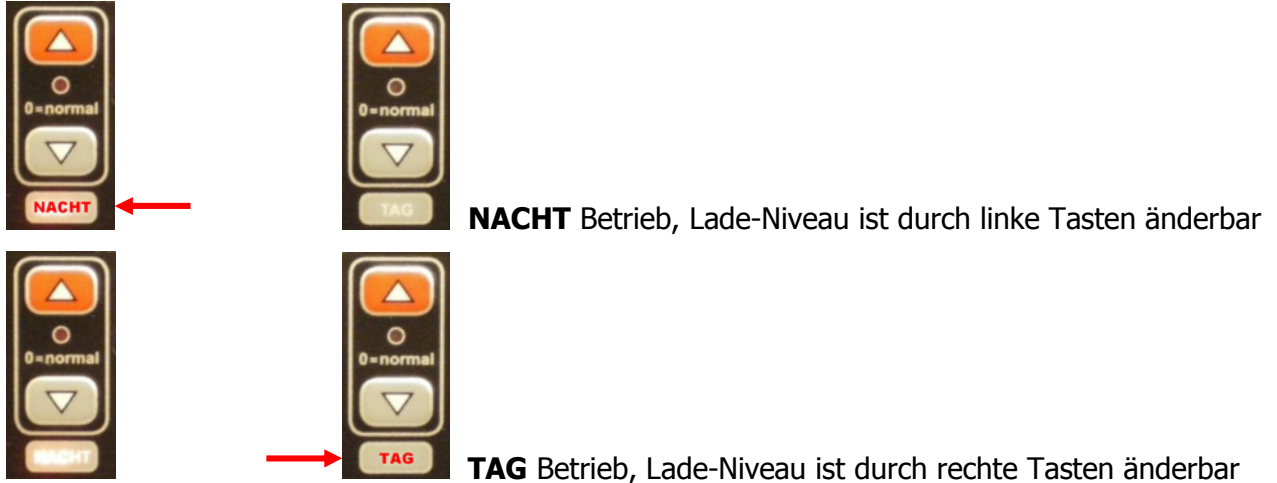 0=normal
0=normal
NACHT
TAG
NACHT Betrieb, Lade-Niveau ist durch linke Tasten änderbar
0=normal
0=normal
NACHT
TAG
TAG Betrieb, Lade-Niveau ist durch rechte Tasten änderbar